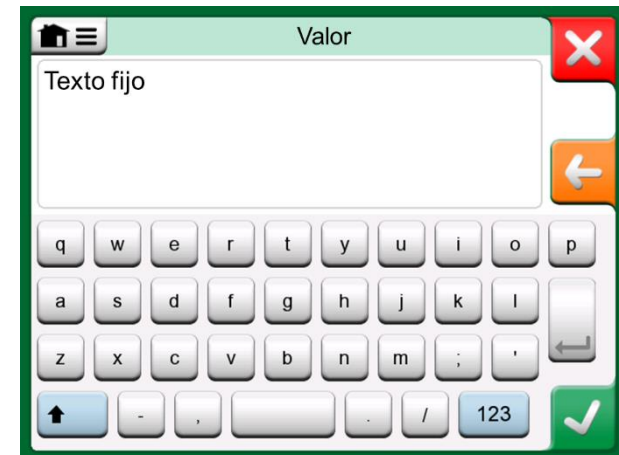 Valor
Texto fijo
q w e r t y u i o p
a s d f g h j k l
z x c v b n m ; '
- , . / 123